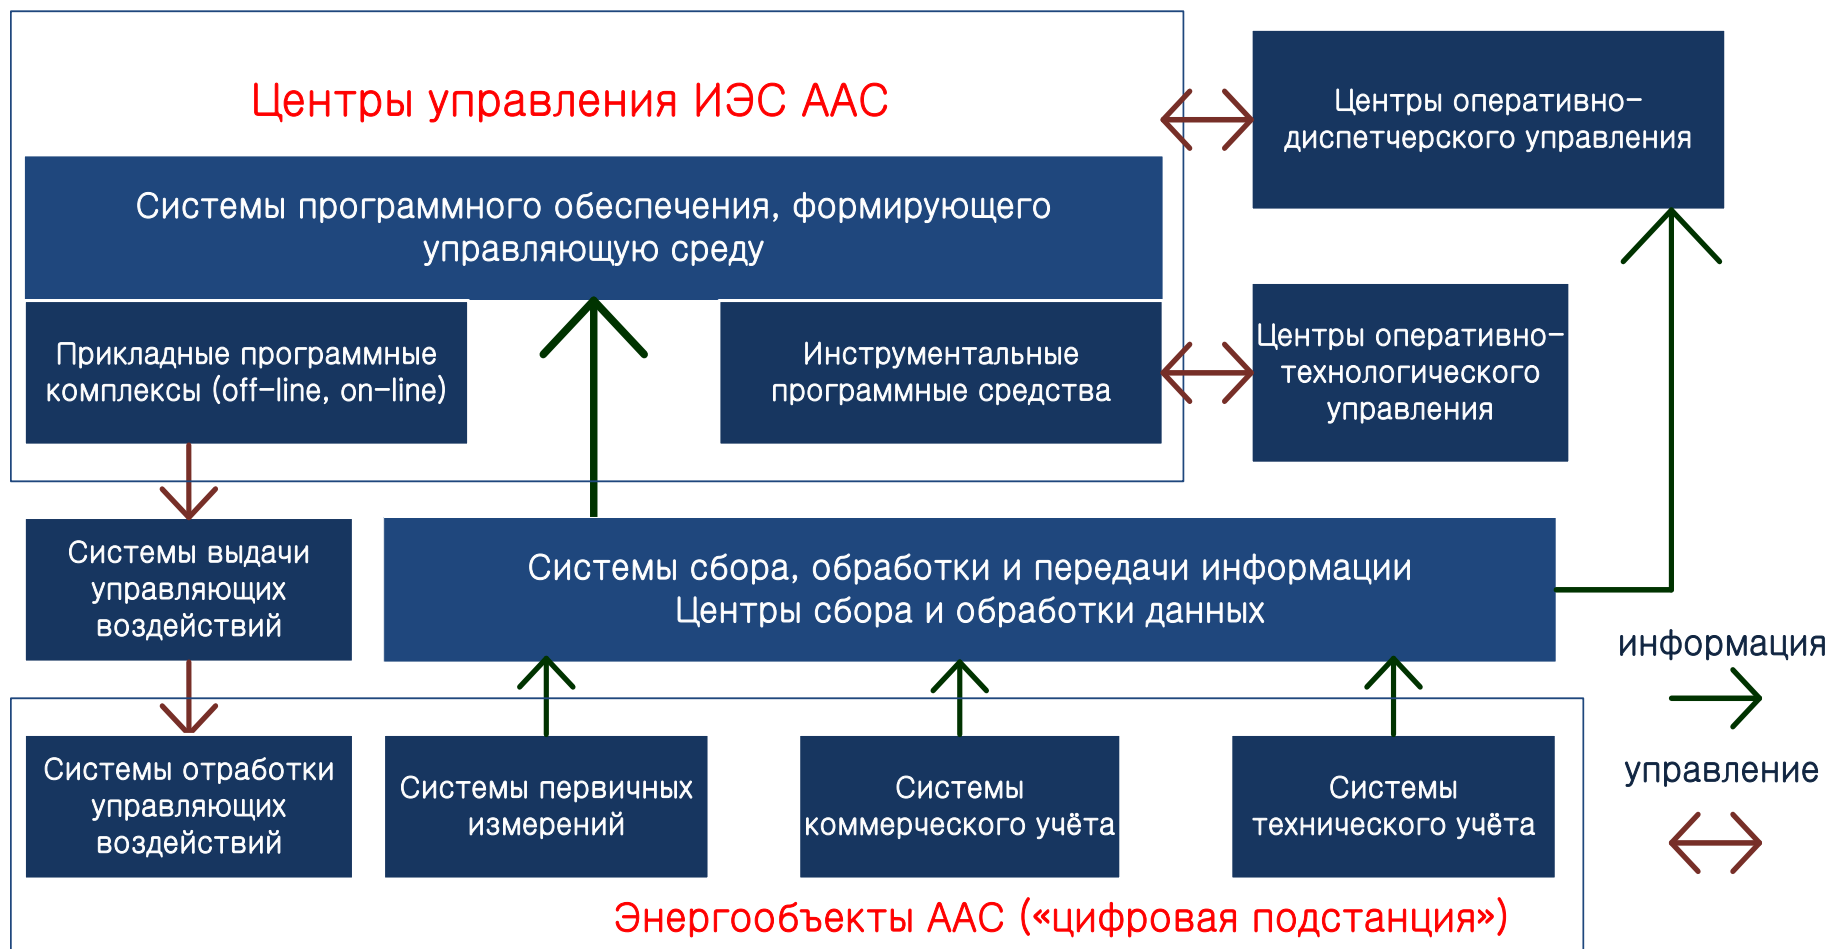 Центры управления ИЭС ААС
Центры оперативно-
диспетчерского управления
Системы программного обеспечения, формирующего
управляющую среду
Прикладные программные
комплексы (off-line, on-line)
Инструментальные
программные средства
Центры оперативно-
технологического
управления
Системы выдачи
управляющих
воздействий
Системы сбора, обработки и передачи информации
Центры сбора и обработки данных
информация
управление
Системы отработки
управляющих
воздействий
Системы первичных
измерений
Системы
коммерческого учёта
Системы
технического учёта
Энергообъекты ААС («цифровая подстанция»)